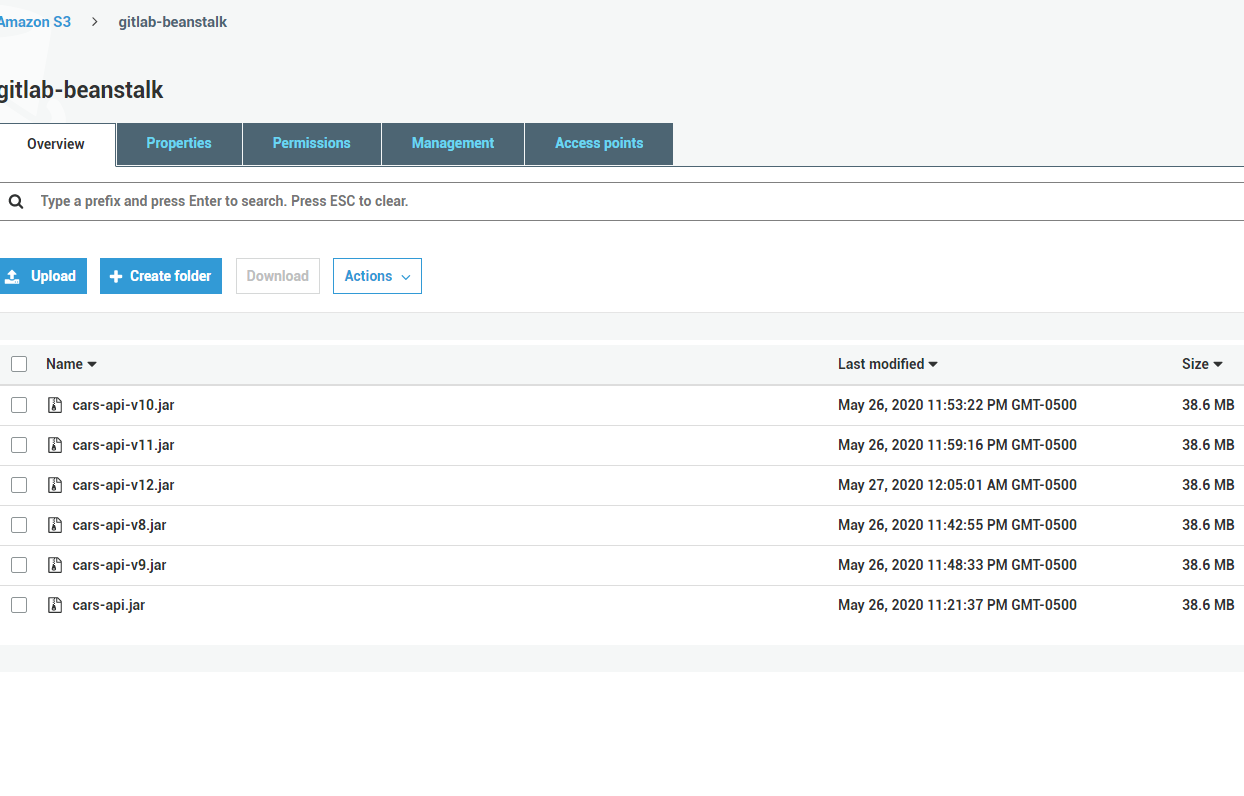 Amazon S3 > gitlab-beanstalk
gitlab-beanstalk
Overview Properties Permissions Management Access points
Type a prefix and press Enter to search. Press ESC to clear.
Upload Create folder Download Actions
Name Last modified Size
cars-api-v10.jar May 26, 2020 11:53:22 PM GMT-0500 38.6 MB
cars-api-v11.jar May 26, 2020 11:59:16 PM GMT-0500 38.6 MB
cars-api-v12.jar May 27, 2020 12:05:01 AM GMT-0500 38.6 MB
cars-api-v8.jar May 26, 2020 11:42:55 PM GMT-0500 38.6 MB
cars-api-v9.jar May 26, 2020 11:48:33 PM GMT-0500 38.6 MB
cars-api.jar May 26, 2020 11:21:37 PM GMT-0500 38.6 MB